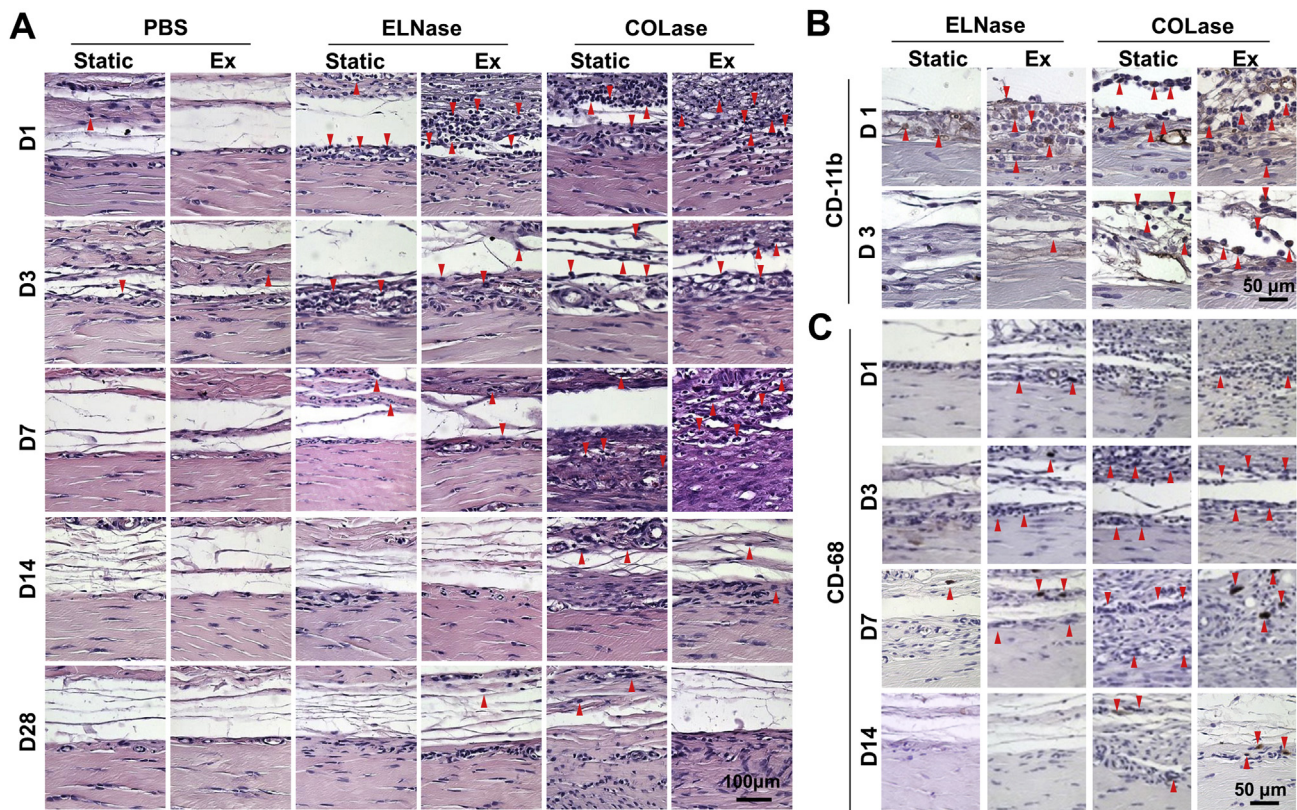 A
PBS
ELNase
COLase
Static
Ex
Static
Ex
Static
Ex
D1
D3
D7
D14
D28
100μm
B
ELNase
COLase
Static
Ex
Static
Ex
CD-11b
D 1
D 3
50 μm
C
CD-68
D1
D3
D7
D14
50 μm